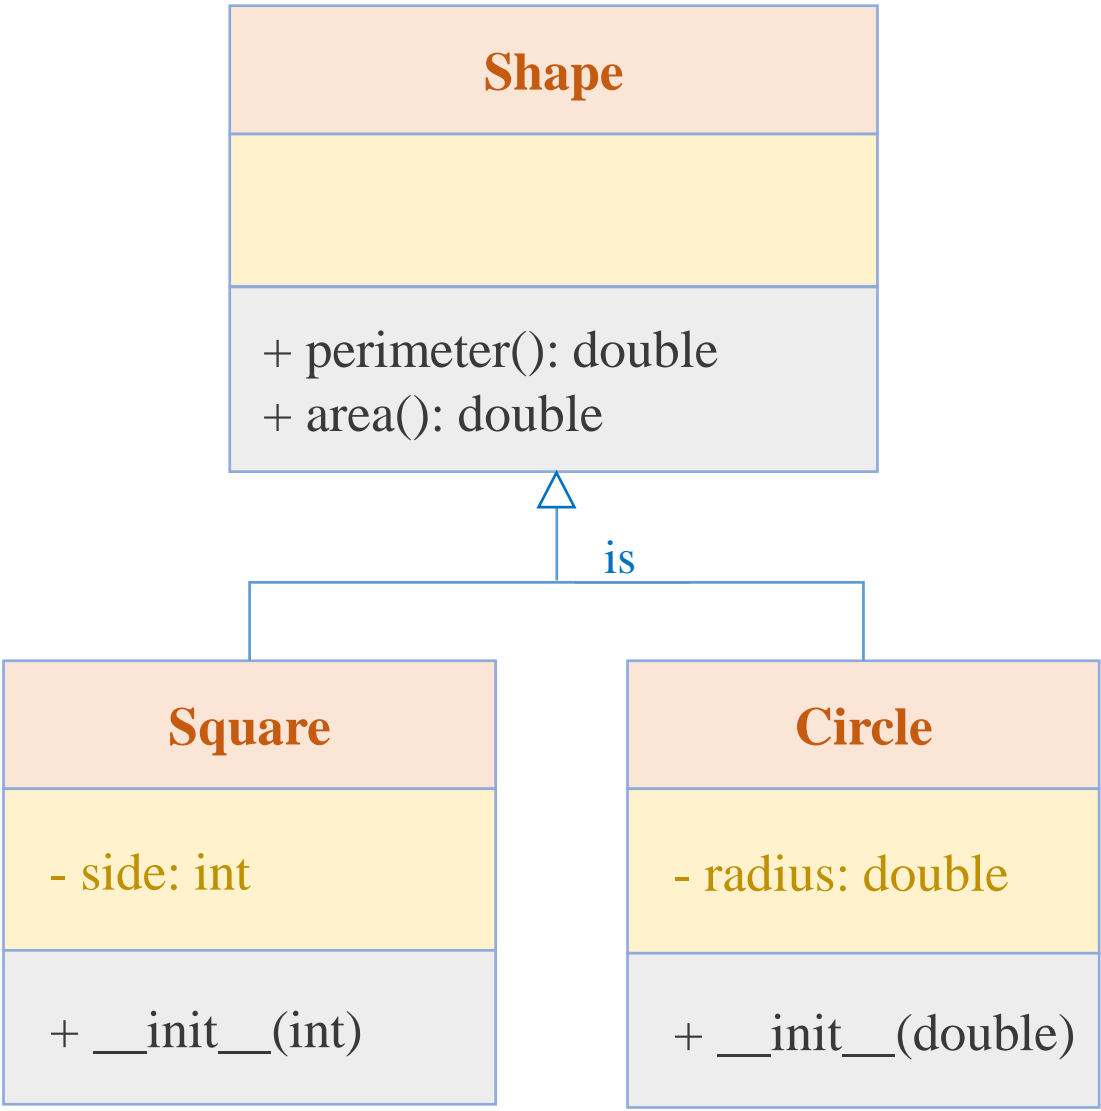 Shape
+ perimeter(): double
+ area(): double
is
Square
- side: int
+ __init__(int)
Circle
- radius: double
+ __init__(double)